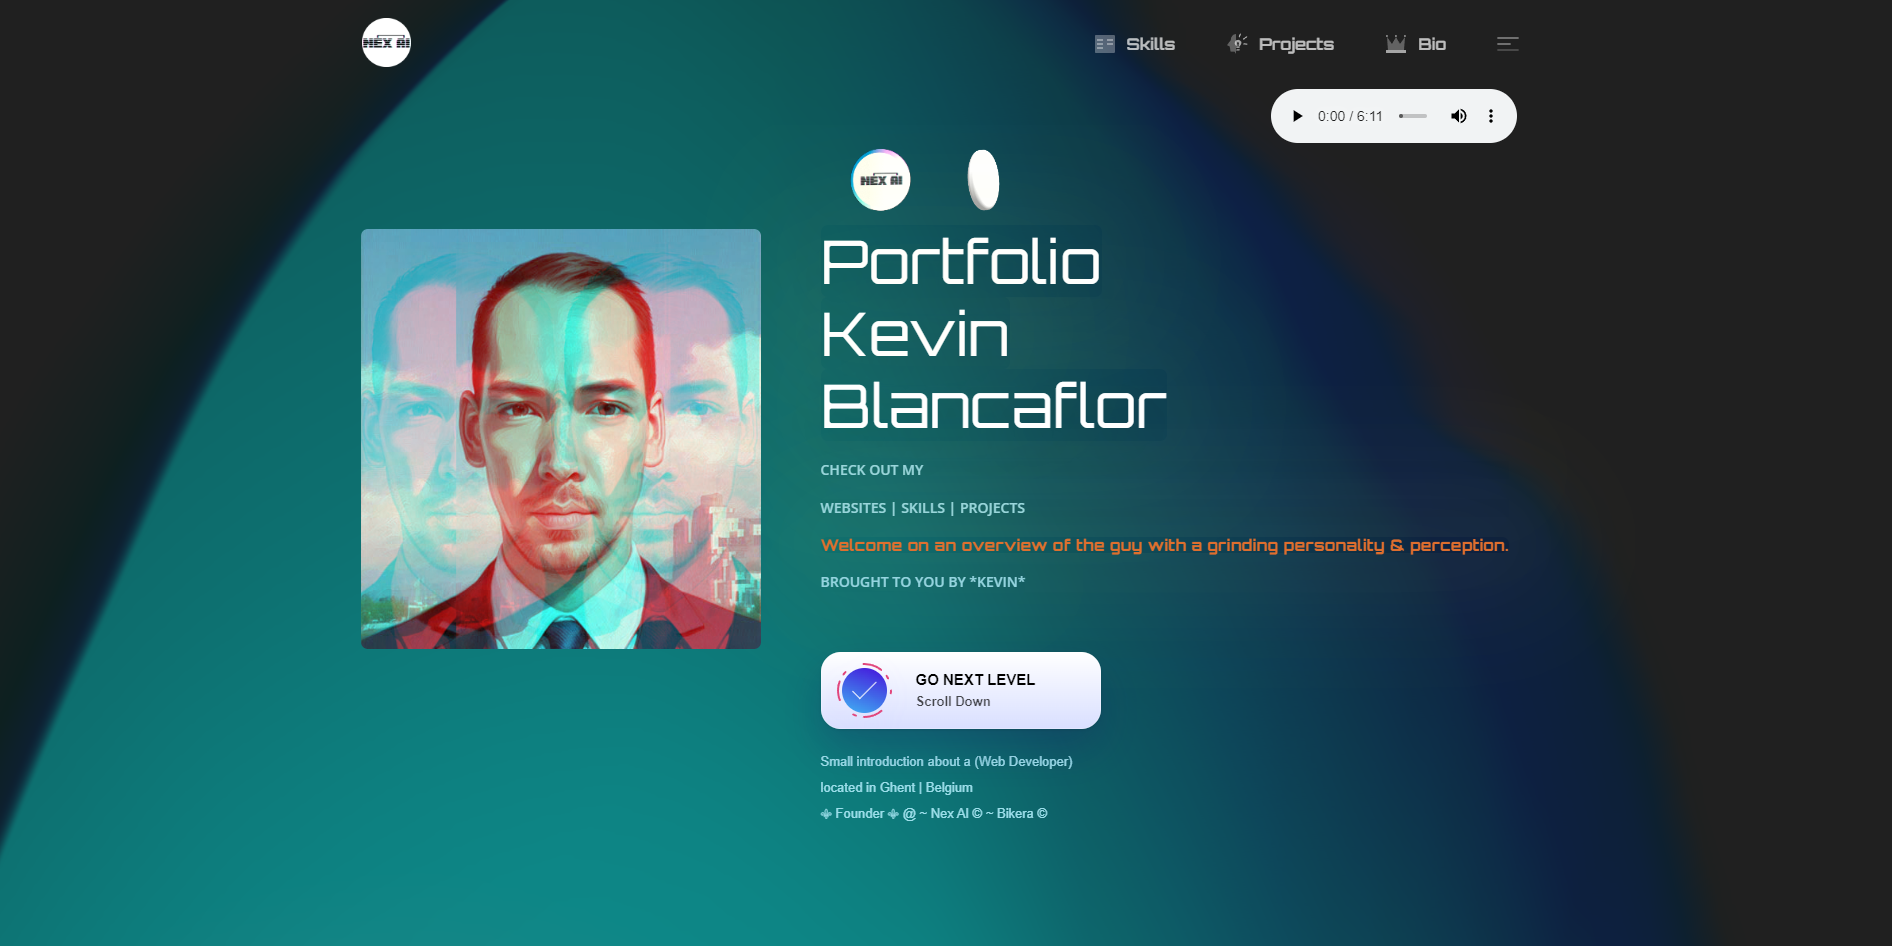 NEX AI
Skills
Projects
Bio
0:00 / 6:11
NEX AI
Portfolio
Kevin
Blancaflor
CHECK OUT MY
WEBSITES | SKILLS | PROJECTS
Welcome on an overview of the guy with a grinding personality & perception.
BROUGHT TO YOU BY *KEVIN*
GO NEXT LEVEL
Scroll Down
Small introduction about a (Web Developer)
located in Ghent | Belgium
⚜ Founder ⚜ @ ~ Nex AI © ~ Bikera ©